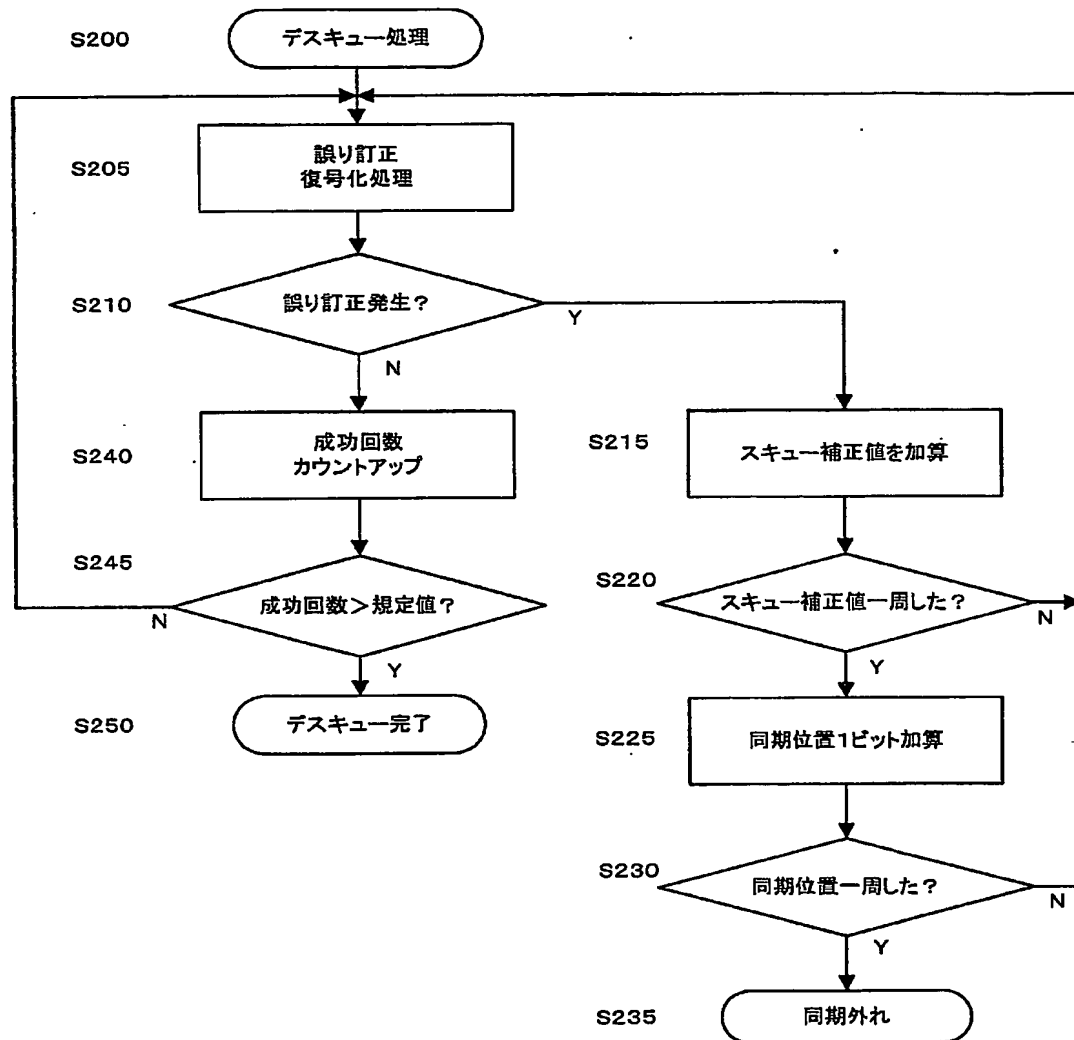 S200
デスキュー処理
S205
誤り訂正
復号化処理
S210
誤り訂正発生?
Y
N
S240
成功回数
カウントアップ
S215
スキュー補正値を加算
S245
成功回数>規定値?
N
Y
S220
スキュー補正値一周した?
N
Y
S250
デスキュー完了
S225
同期位置1ビット加算
S230
同期位置一周した?
N
Y
S235
同期外れ